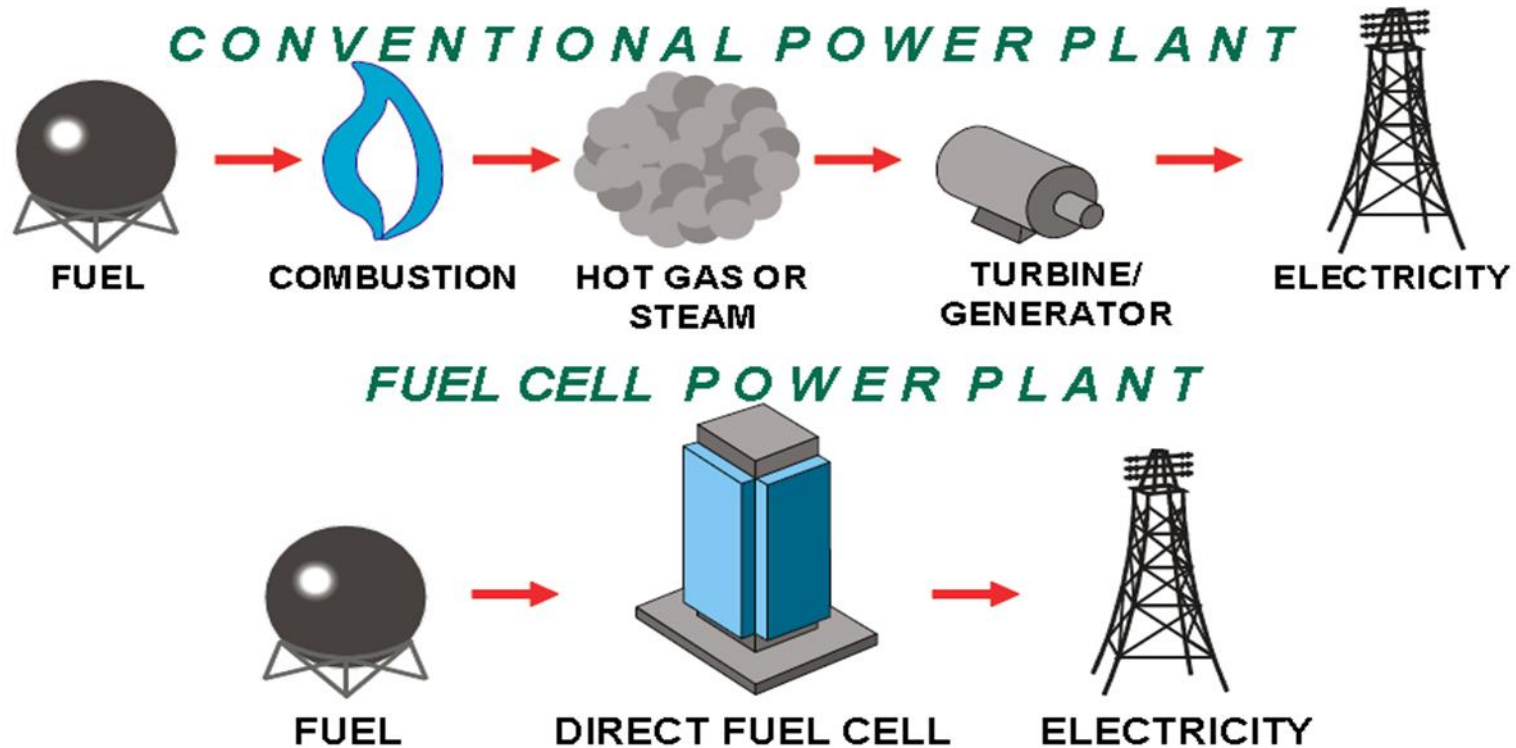 CONVENTIONAL POWER PLANT
FUEL
COMBUSTION
HOT GAS OR
STEAM
TURBINE/
GENERATOR
ELECTRICITY
FUEL CELL POWER PLANT
FUEL
DIRECT FUEL CELL
ELECTRICITY